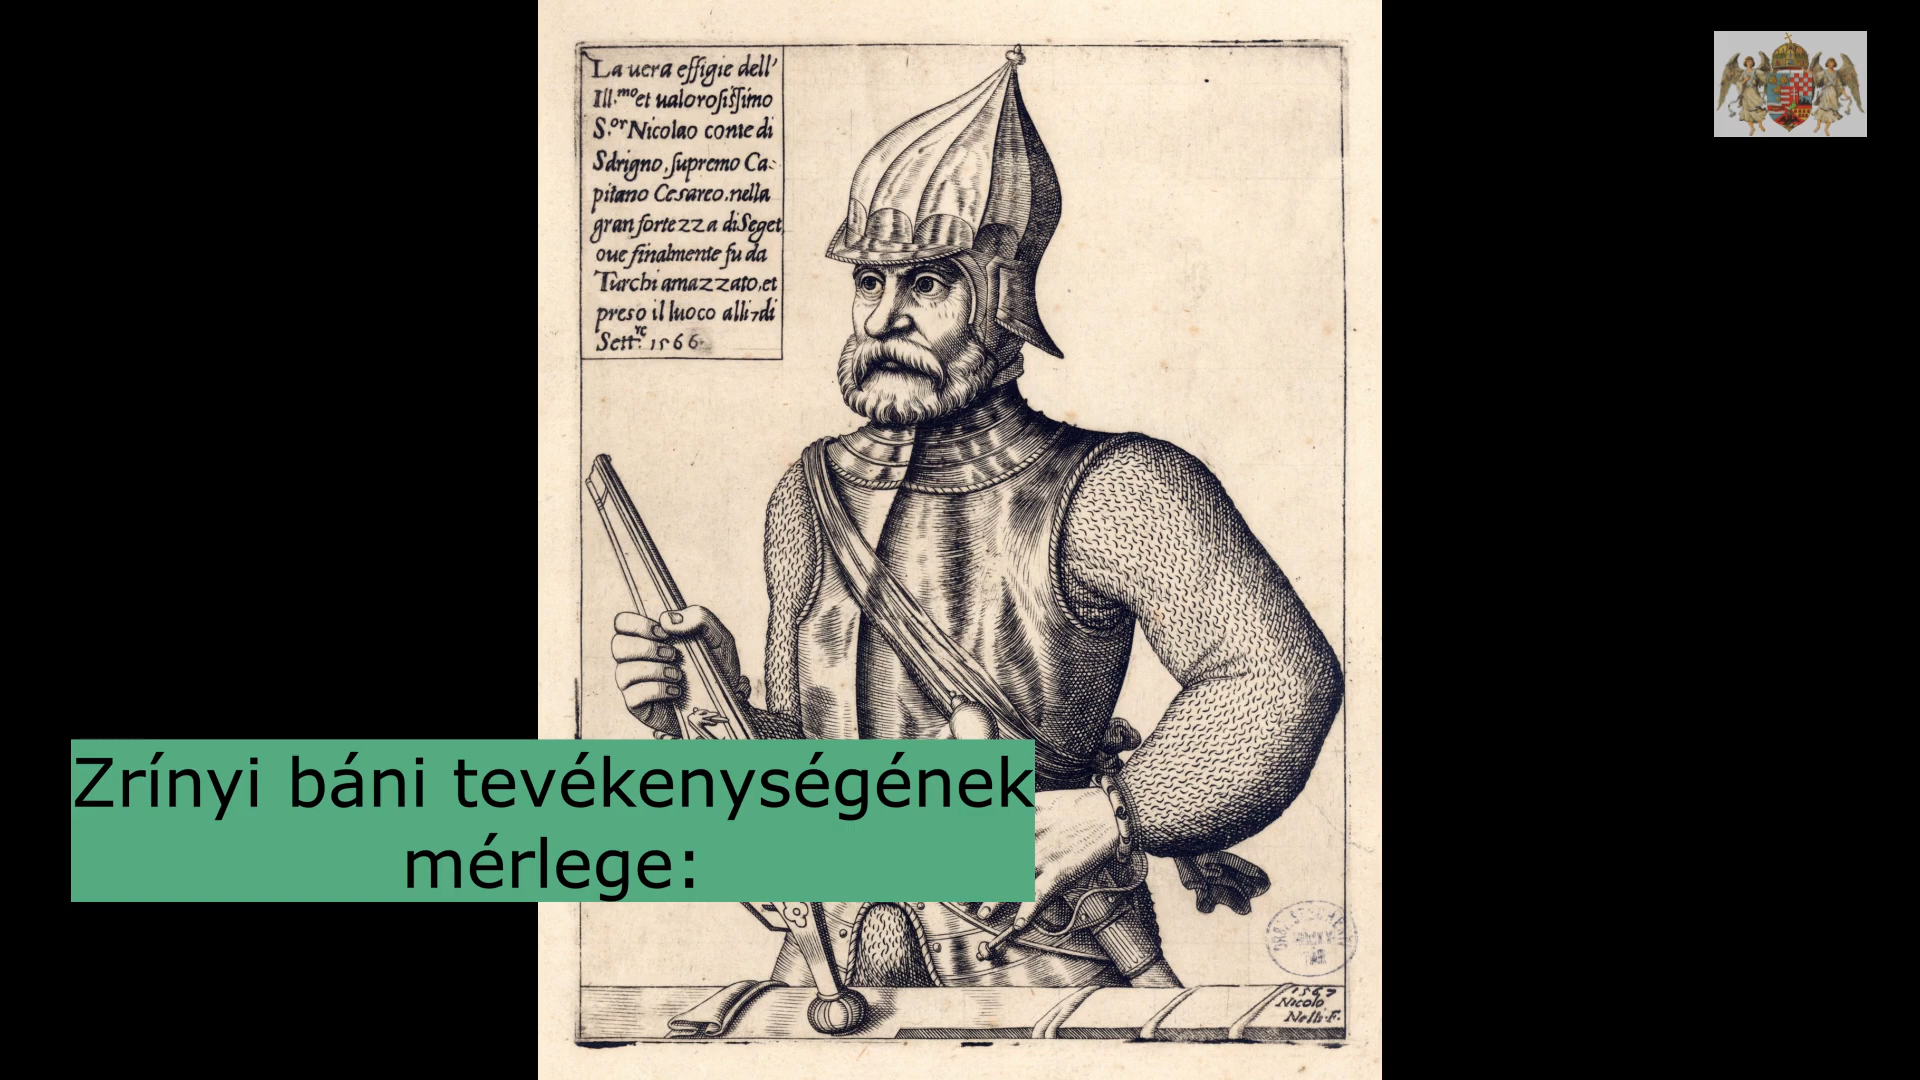 La uera effigie dell'
Ill.mo et ualorosissimo
S.or Nicolao conte di
Sdrigno, supremo Ca-
pitano Cesareo, nella
gran fortezza di Seget,
oue finalmente fu da
Turchi amazzato, et
preso il luoco alli 7 di
Sett.re 1566
Zrínyi báni tevékenységének
mérlege:
1567
Nicolo
Nelli F.